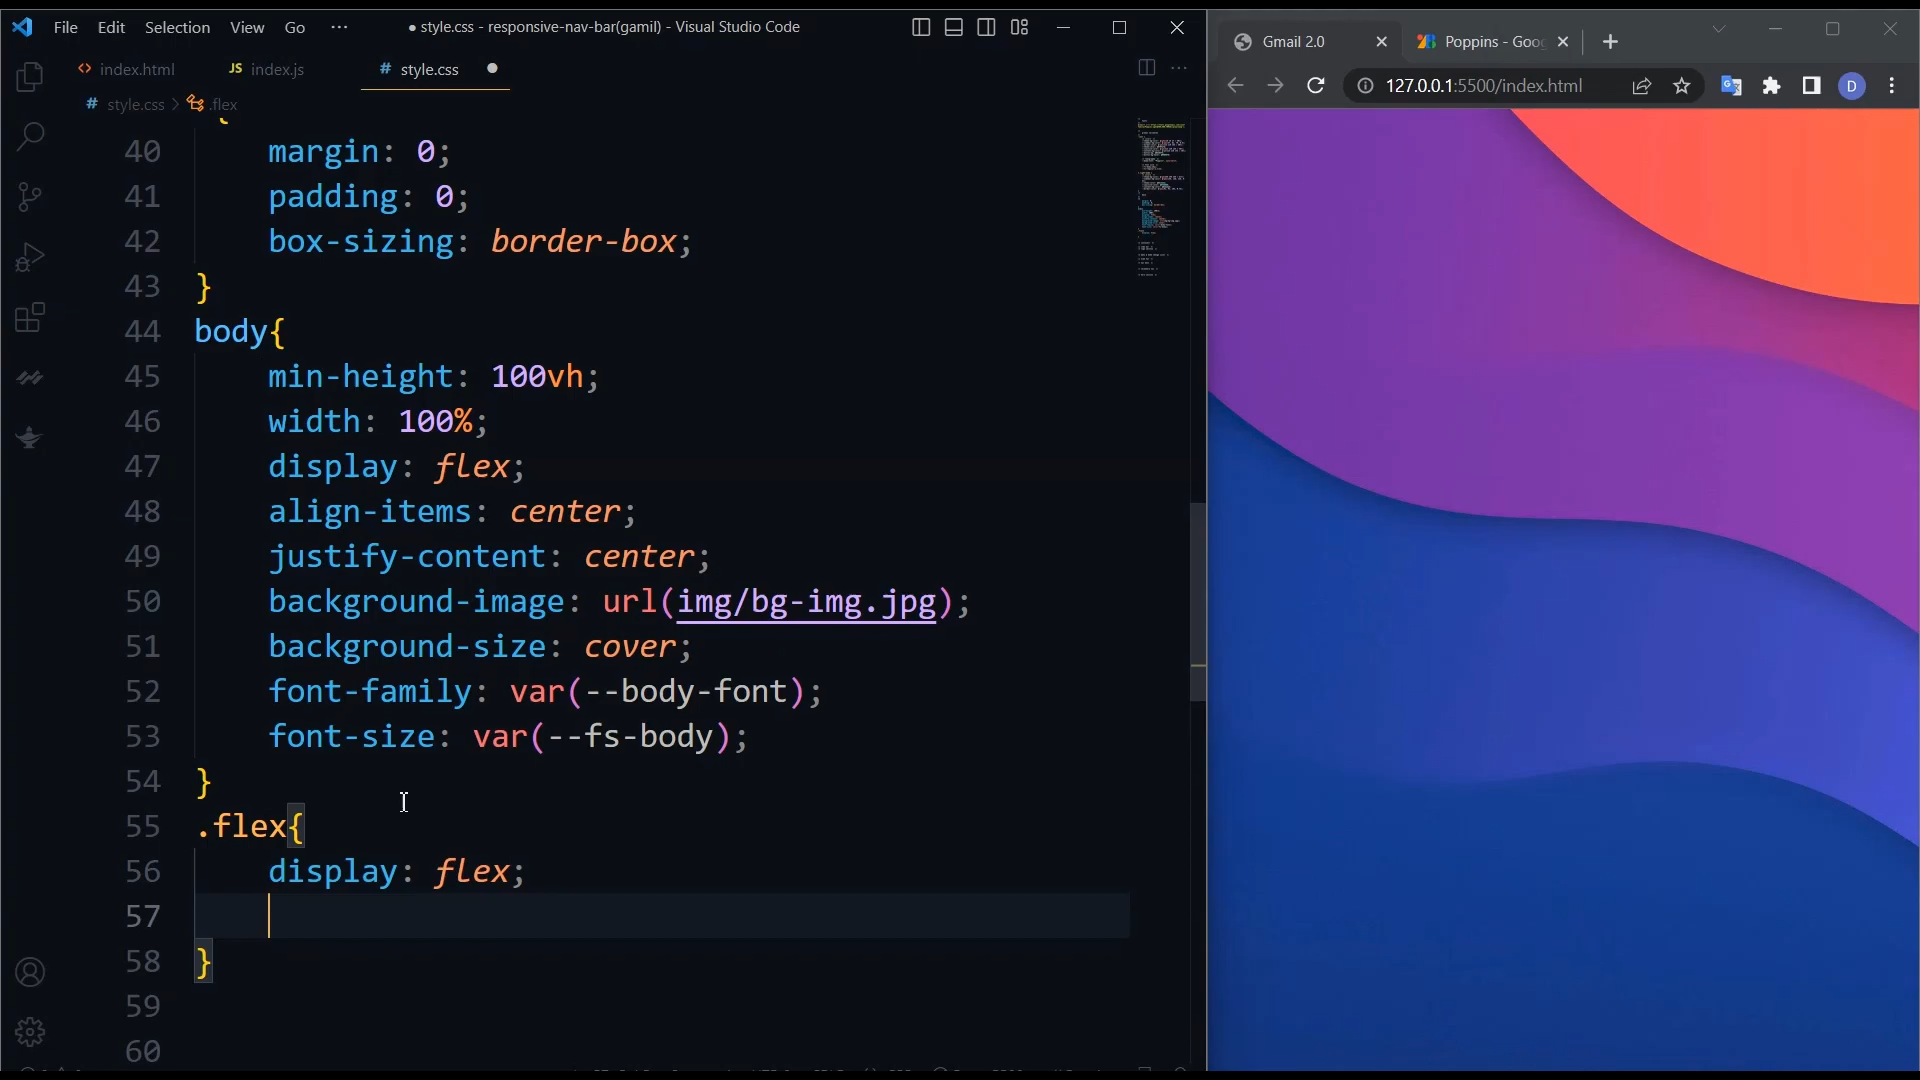 File Edit Selection View Go ··· ● style.css - responsive-nav-bar(gamil) - Visual Studio Code
<> index.html JS index.js # style.css ●
# style.css > .flex
{
40 margin: 0;
41 padding: 0;
42 box-sizing: border-box;
43 }
44 body{
45 min-height: 100vh;
46 width: 100%;
47 display: flex;
48 align-items: center;
49 justify-content: center;
50 background-image: url(img/bg-img.jpg);
51 background-size: cover;
52 font-family: var(--body-font);
53 font-size: var(--fs-body);
54 }
55 .flex{
56 display: flex;
57
58 }
59
60
Gmail 2.0 Poppins - Goo
127.0.0.1:5500/index.html D